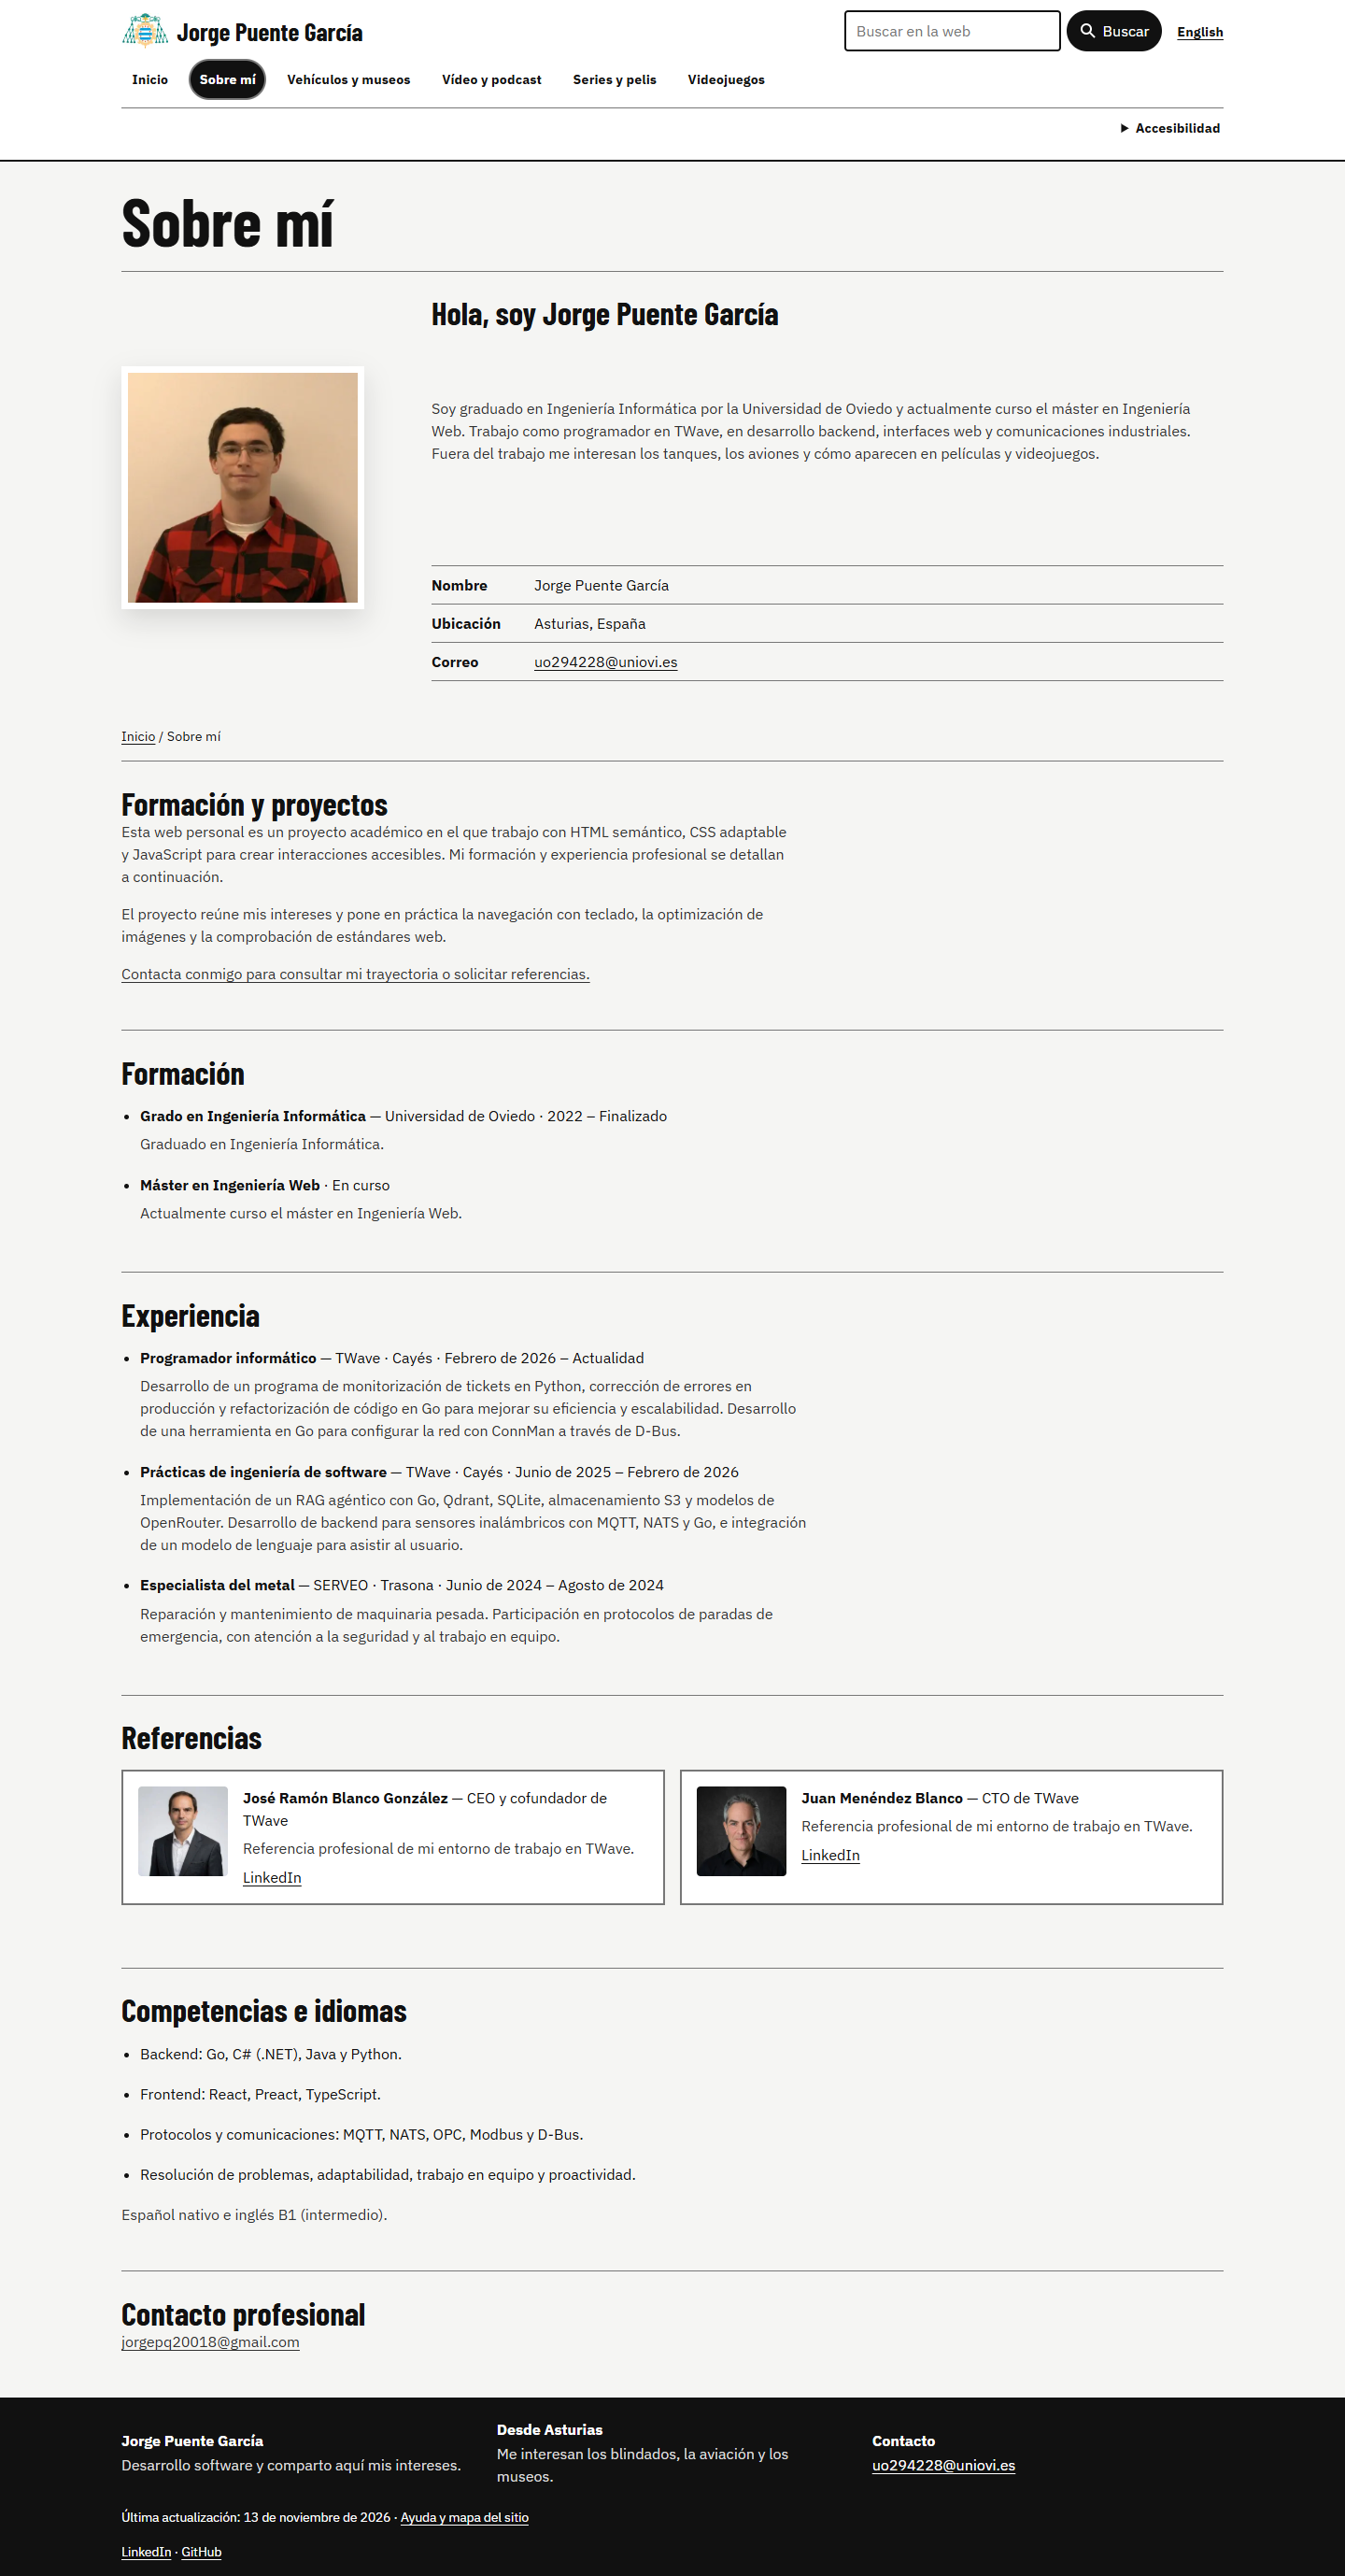 Jorge Puente García
Buscar en la web
Buscar
English
Inicio
Sobre mí
Vehículos y museos
Vídeo y podcast
Series y pelis
Videojuegos
▶ Accesibilidad
Sobre mí
Hola, soy Jorge Puente García
Soy graduado en Ingeniería Informática por la Universidad de Oviedo y actualmente curso el máster en Ingeniería
Web. Trabajo como programador en TWave, en desarrollo backend, interfaces web y comunicaciones industriales.
Fuera del trabajo me interesan los tanques, los aviones y cómo aparecen en películas y videojuegos.
Nombre Jorge Puente García
Ubicación Asturias, España
Correo uo294228@uniovi.es
Inicio / Sobre mí
Formación y proyectos
Esta web personal es un proyecto académico en el que trabajo con HTML semántico, CSS adaptable
y JavaScript para crear interacciones accesibles. Mi formación y experiencia profesional se detallan
a continuación.
El proyecto reúne mis intereses y pone en práctica la navegación con teclado, la optimización de
imágenes y la comprobación de estándares web.
Contacta conmigo para consultar mi trayectoria o solicitar referencias.
Formación
• Grado en Ingeniería Informática — Universidad de Oviedo · 2022 – Finalizado
Graduado en Ingeniería Informática.
• Máster en Ingeniería Web · En curso
Actualmente curso el máster en Ingeniería Web.
Experiencia
• Programador informático — TWave · Cayés · Febrero de 2026 – Actualidad
Desarrollo de un programa de monitorización de tickets en Python, corrección de errores en
producción y refactorización de código en Go para mejorar su eficiencia y escalabilidad. Desarrollo
de una herramienta en Go para configurar la red con ConnMan a través de D-Bus.
• Prácticas de ingeniería de software — TWave · Cayés · Junio de 2025 – Febrero de 2026
Implementación de un RAG agéntico con Go, Qdrant, SQLite, almacenamiento S3 y modelos de
OpenRouter. Desarrollo de backend para sensores inalámbricos con MQTT, NATS y Go, e integración
de un modelo de lenguaje para asistir al usuario.
• Especialista del metal — SERVEO · Trasona · Junio de 2024 – Agosto de 2024
Reparación y mantenimiento de maquinaria pesada. Participación en protocolos de paradas de
emergencia, con atención a la seguridad y al trabajo en equipo.
Referencias
José Ramón Blanco González — CEO y cofundador de
TWave
Referencia profesional de mi entorno de trabajo en TWave.
LinkedIn
Juan Menéndez Blanco — CTO de TWave
Referencia profesional de mi entorno de trabajo en TWave.
LinkedIn
Competencias e idiomas
• Backend: Go, C# (.NET), Java y Python.
• Frontend: React, Preact, TypeScript.
• Protocolos y comunicaciones: MQTT, NATS, OPC, Modbus y D-Bus.
• Resolución de problemas, adaptabilidad, trabajo en equipo y proactividad.
Español nativo e inglés B1 (intermedio).
Contacto profesional
jorgepq20018@gmail.com
Jorge Puente García
Desarrollo software y comparto aquí mis intereses.
Desde Asturias
Me interesan los blindados, la aviación y los
museos.
Contacto
uo294228@uniovi.es
Última actualización: 13 de noviembre de 2026 · Ayuda y mapa del sitio
LinkedIn · GitHub